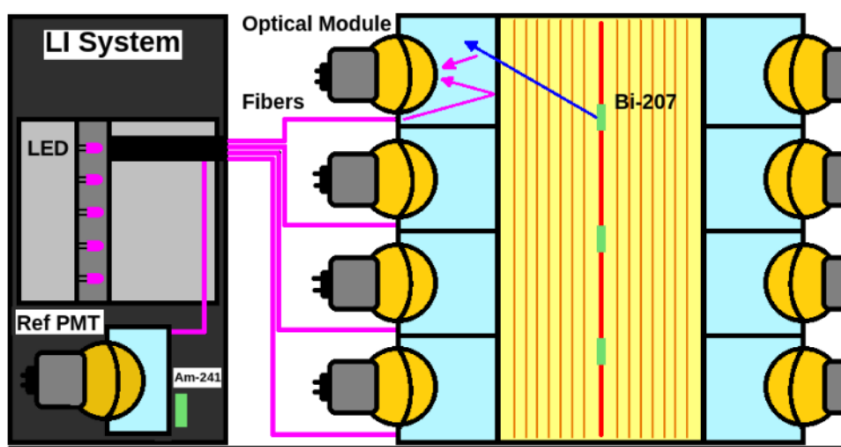 LI System
Optical Module
Fibers
Bi-207
LED
Ref PMT
Am-241